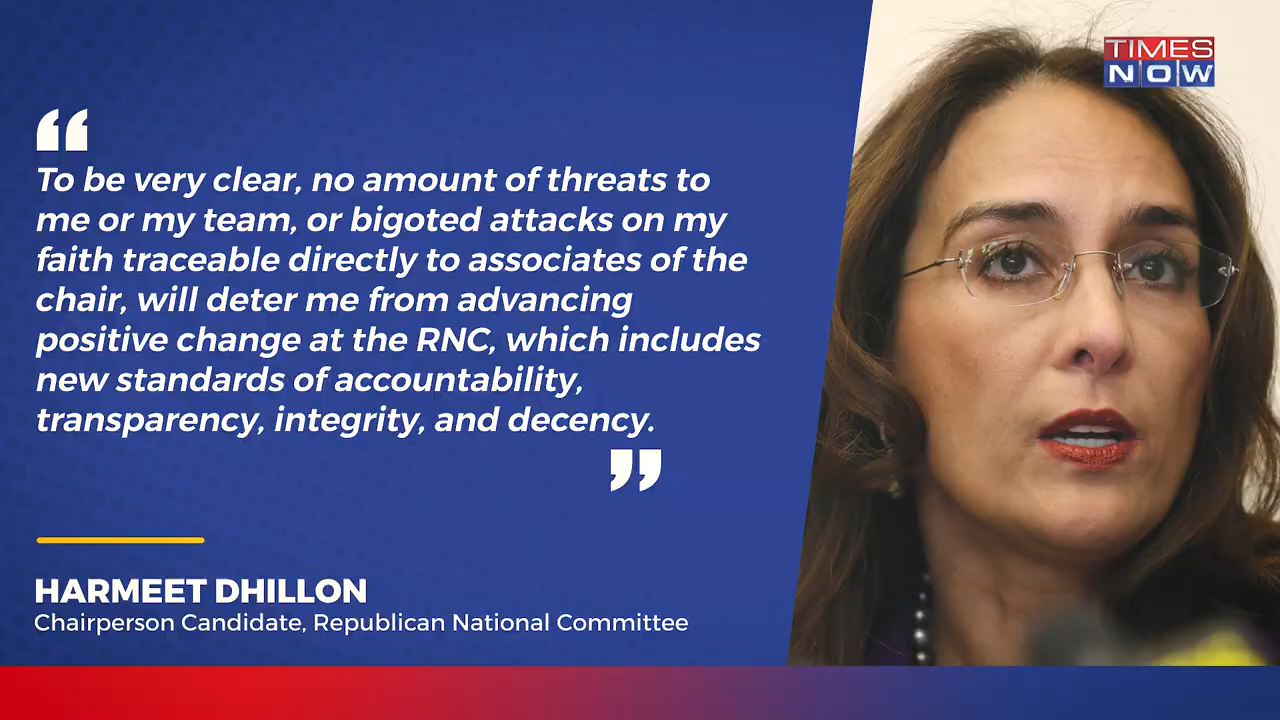 TIMES
NOW
“
To be very clear, no amount of threats to
me or my team, or bigoted attacks on my
faith traceable directly to associates of the
chair, will deter me from advancing
positive change at the RNC, which includes
new standards of accountability,
transparency, integrity, and decency.
”
HARMEET DHILLON
Chairperson Candidate, Republican National Committee